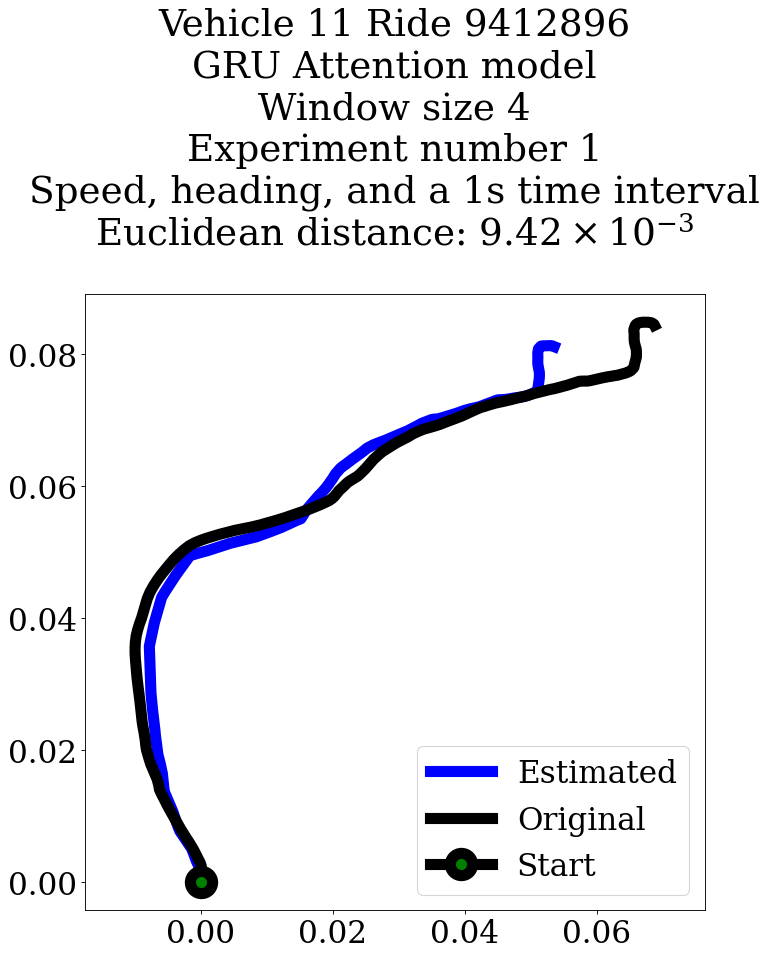 Vehicle 11 Ride 9412896
GRU Attention model
Window size 4
Experiment number 1
Speed, heading, and a 1s time interval
Euclidean distance: 9.42 × 10⁻³
0.08
0.06
0.04
0.02
0.00
Estimated
Original
Start
0.00 0.02 0.04 0.06